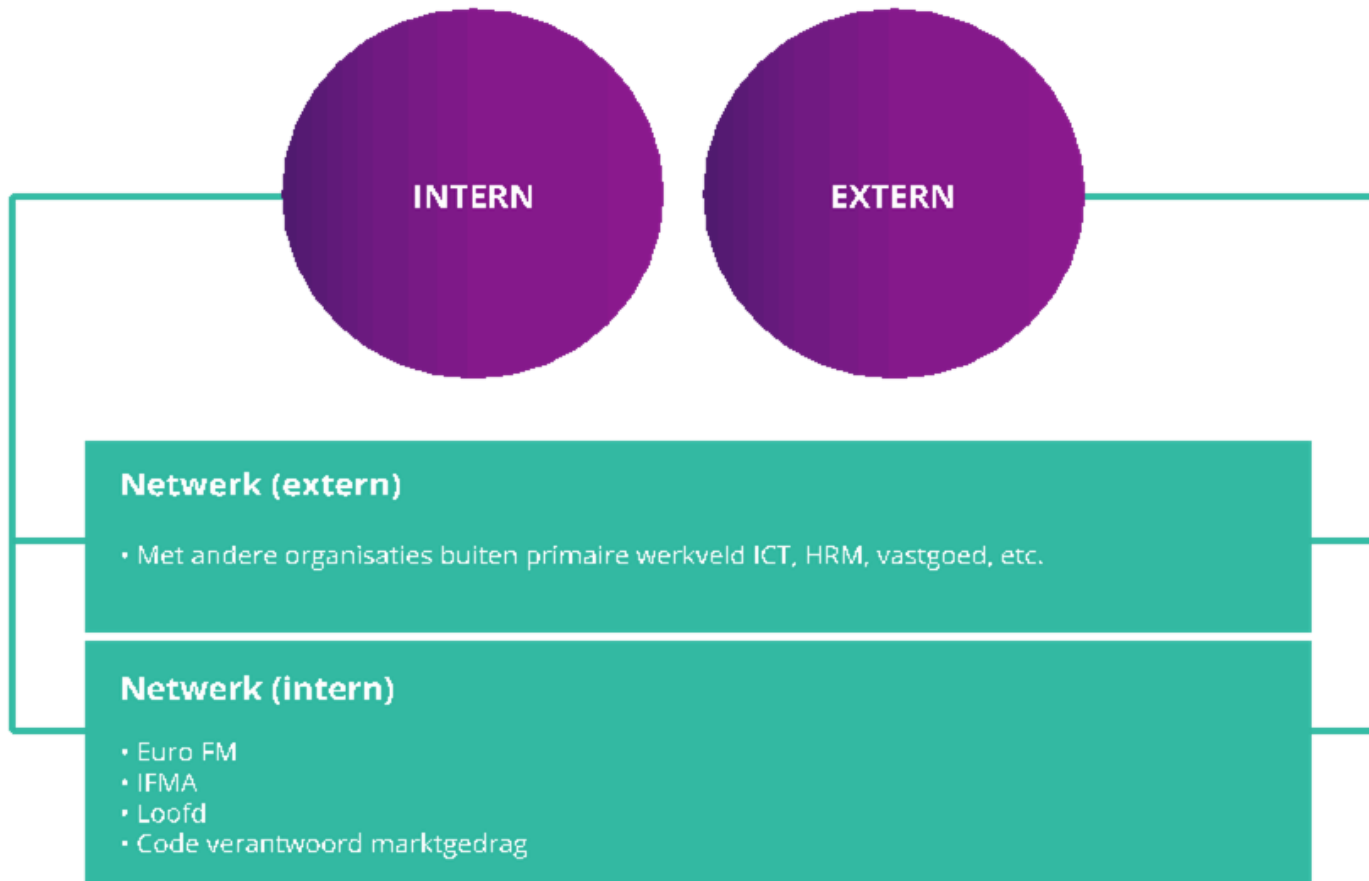 INTERN
EXTERN
Netwerk (extern)
• Met andere organisaties buiten primaire werkveld ICT, HRM, vastgoed, etc.
Netwerk (intern)
• Euro FM
• IFMA
• Loofd
• Code verantwoord marktgedrag